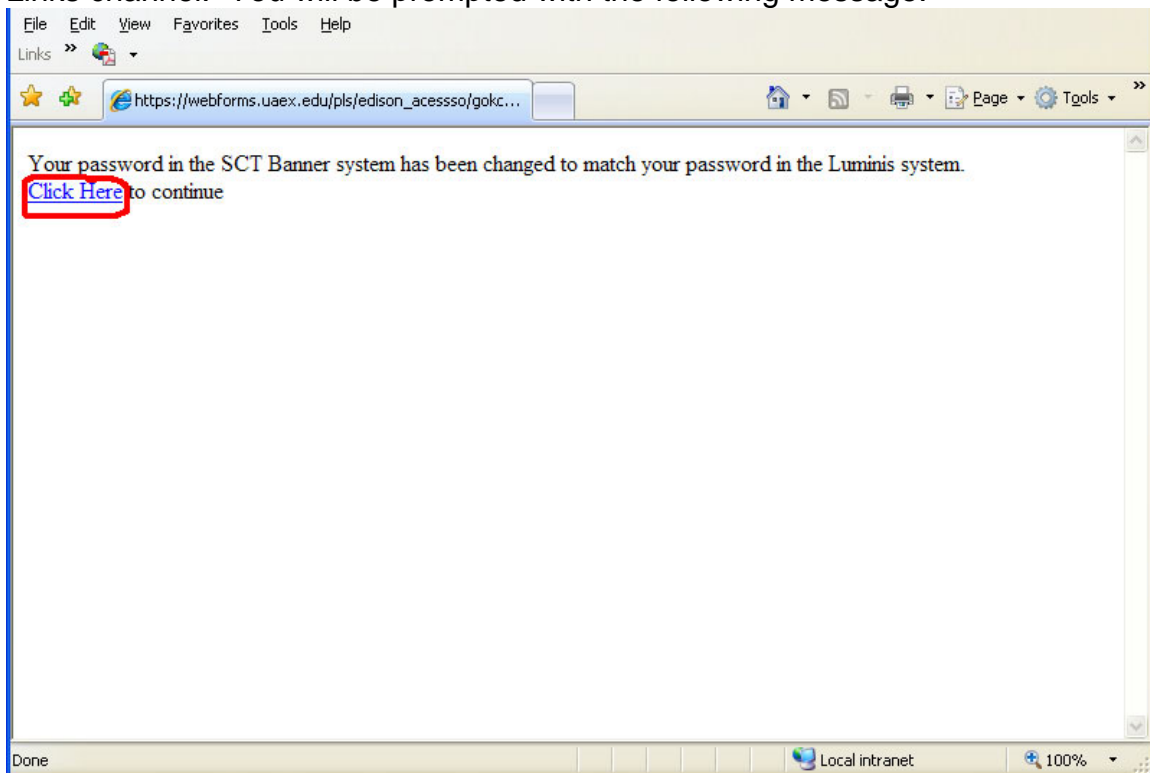 Links channel. You will be prompted with the following message:
File Edit View Favorites Tools Help
Links »
https://webforms.uaex.edu/pls/edison_acessso/gokc... Page Tools »
Your password in the SCT Banner system has been changed to match your password in the Luminis system.
Click Here to continue
Done Local intranet 100%